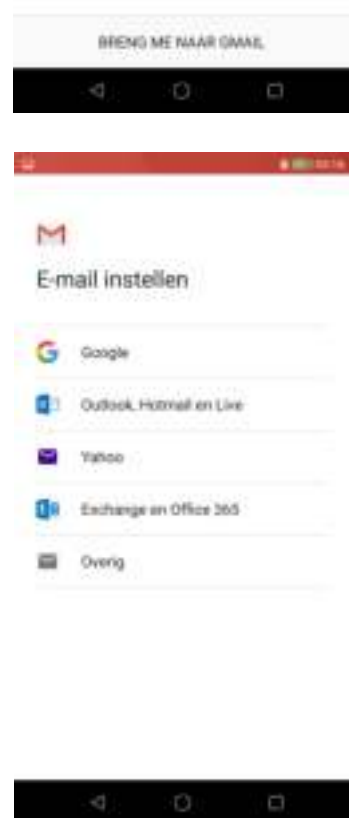 BRENG ME NAAR GMAIL
E-mail instellen
Google
Outlook, Hotmail en Live
Yahoo
Exchange en Office 365
Overig